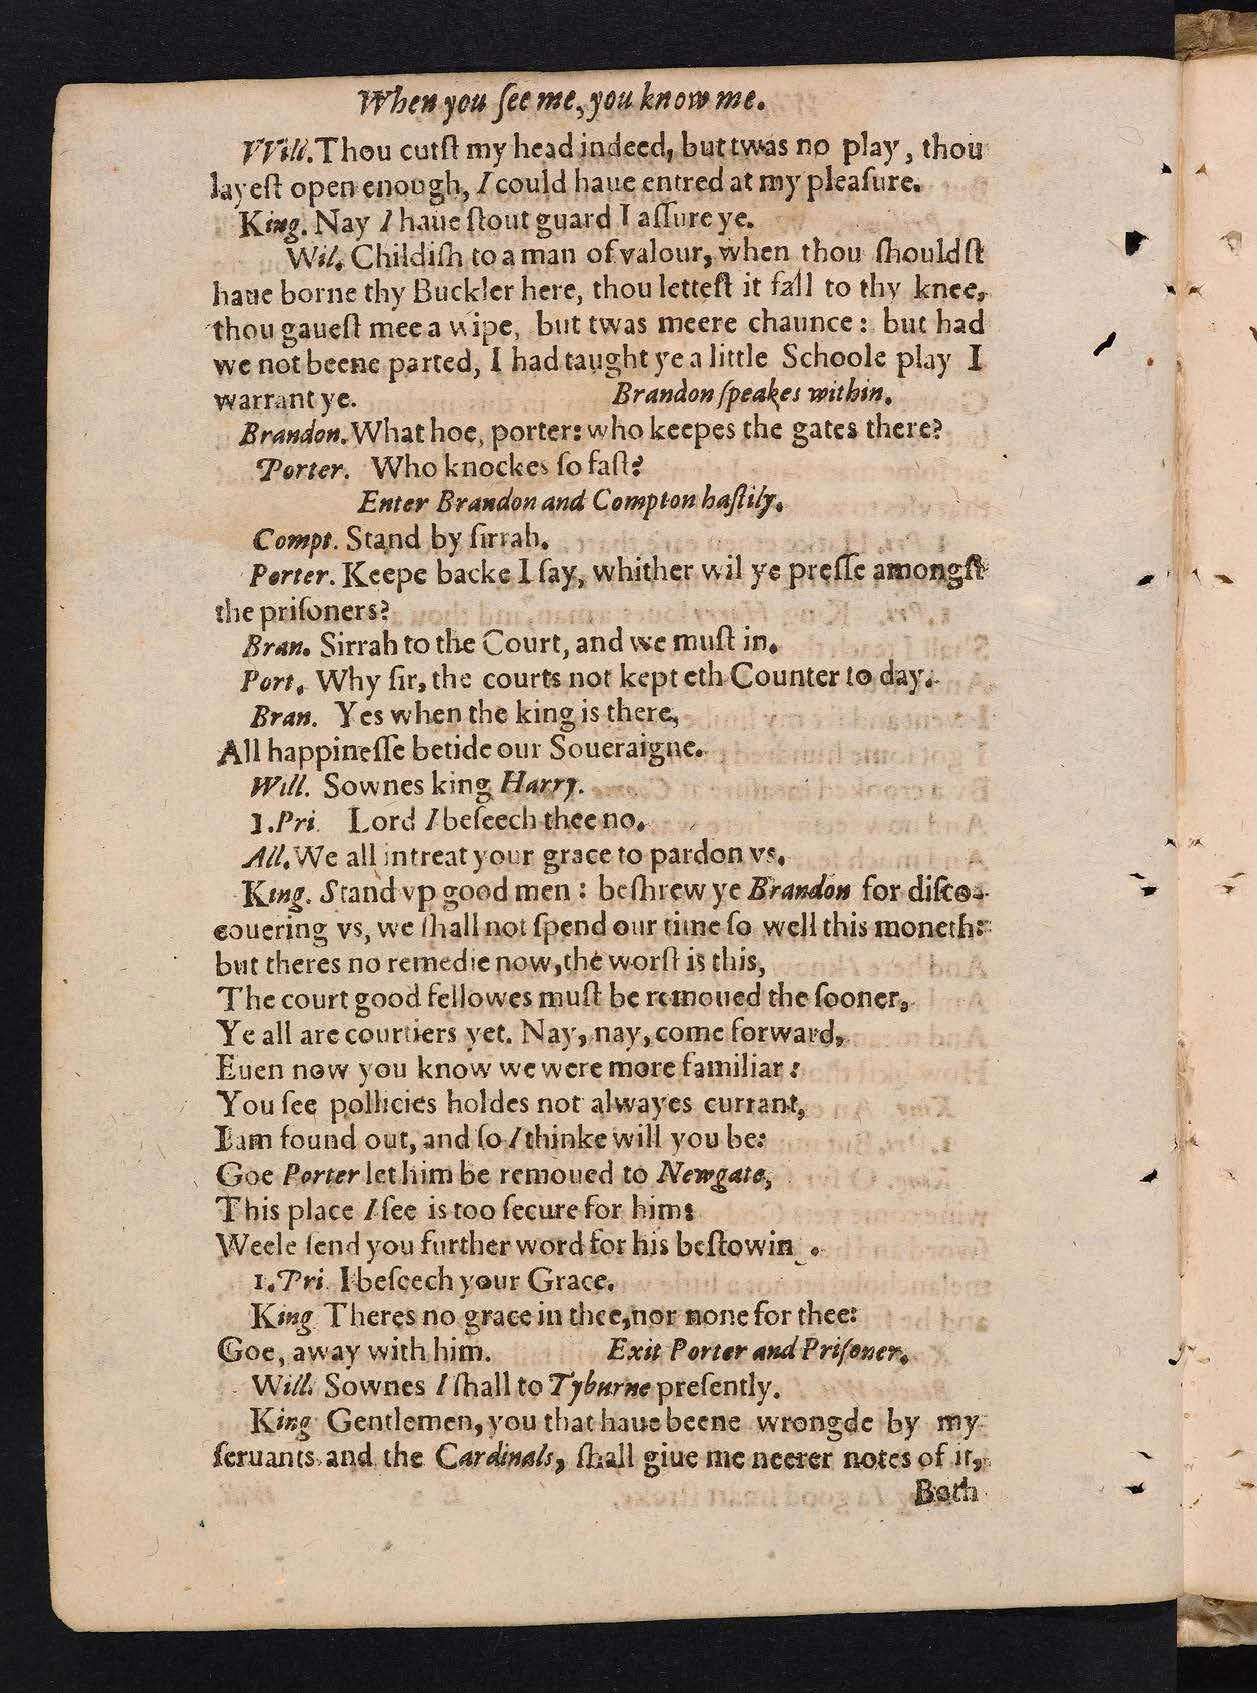 When you ſee me, you know me.
VVill. Thou cutſt my head indeed, but twas no play, thou
layeſt open enough, I could haue entred at my pleaſure.
King. Nay I haue ſtout guard I aſſure ye.
Wil. Childiſh to a man of valour, when thou ſhouldſt
haue borne thy Buckler here, thou letteſt it fall to thy knee,
thou gaueſt mee a wipe, but twas meere chaunce: but had
we not beene parted, I had taught ye a little Schoole play I
warrant ye. Brandon ſpeakes within.
Brandon. What hoe, porter: who keepes the gates there?
Porter. Who knockes ſo faſt?
Enter Brandon and Compton haſtily.
Compt. Stand by ſirrah.
Porter. Keepe backe I ſay, whither wil ye preſſe amongſt
the priſoners?
Bran. Sirrah to the Court, and we muſt in.
Port. Why ſir, the courts not kept eth Counter to day.
Bran. Yes when the king is there,
All happineſſe betide our Soueraigne.
Will. Sownes king Harry.
1. Pri. Lord I beſeech thee no.
All. We all intreat your grace to pardon vs.
King. Stand vp good men: beſhrew ye Brandon for diſco-
couering vs, we ſhall not ſpend our time ſo well this moneth:
but theres no remedie now, the worſt is this,
The court good fellowes muſt be remoued the ſooner,
Ye all are courtiers yet. Nay, nay, come forward,
Euen now you know we were more familiar:
You ſee pollicies holdes not alwayes currant,
I am found out, and ſo I thinke will you be:
Goe Porter let him be remoued to Newgate,
This place I ſee is too ſecure for him:
Weele ſend you further word for his beſtowin .
1. Pri. I beſeech your Grace.
King Theres no grace in thee, nor none for thee:
Goe, away with him. Exit Porter and Priſoner.
Will. Sownes I ſhall to Tyburne preſently.
King Gentlemen, you that haue beene wrongde by my
ſeruants and the Cardinals, ſhall giue me neerer notes of it,
Both